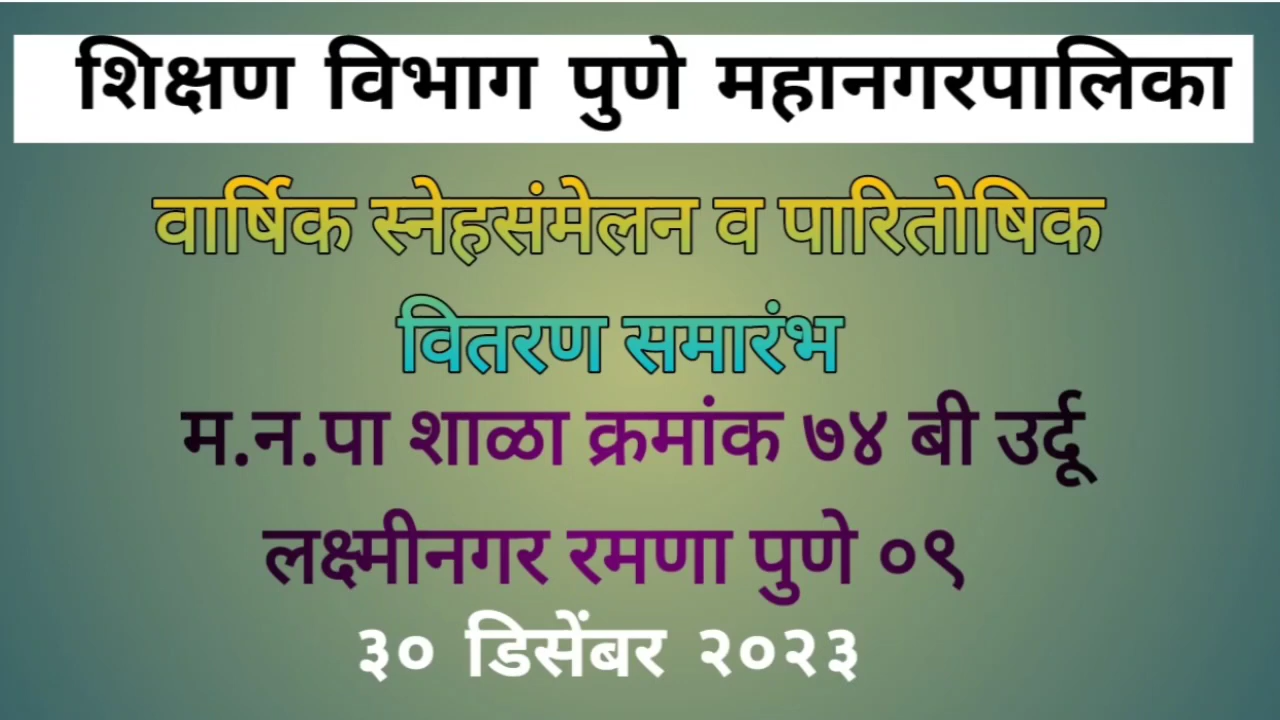 शिक्षण विभाग पुणे महानगरपालिका
वार्षिक स्नेहसंमेलन व पारितोषिक
वितरण समारंभ
म.न.पा शाळा क्रमांक ७४ बी उर्दू
लक्ष्मीनगर रमणा पुणे ०९
३० डिसेंबर २०२३